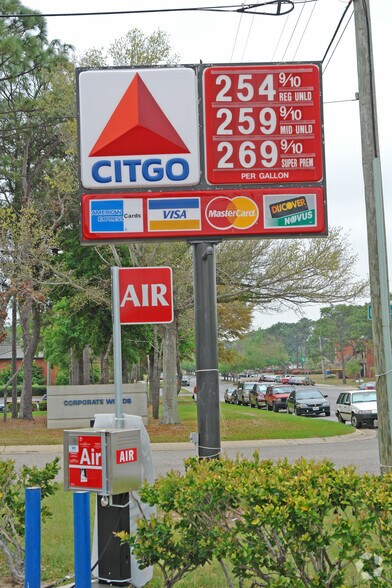 CITGO
254 9/10
REG UNLD
259 9/10
MID UNLD
269 9/10
SUPER PREM
PER GALLON
AMERICAN EXPRESS Cards
VISA
MasterCard
DISCOVER
NOVUS
AIR
CORPORATE WOODS
Air
AIR